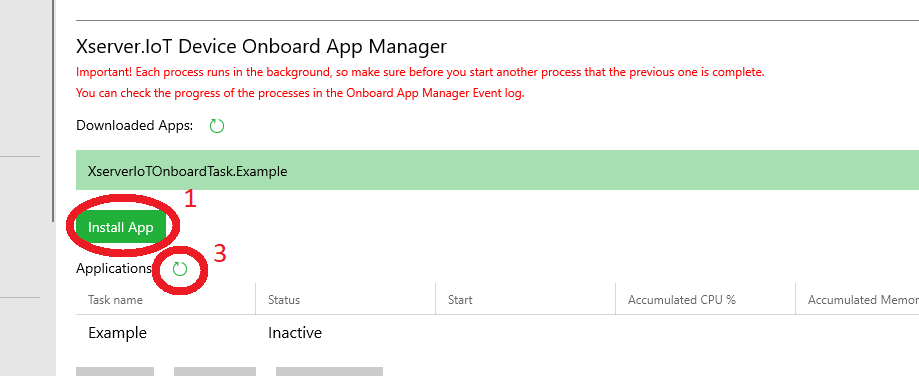 Xserver.IoT Device Onboard App Manager
Important! Each process runs in the background, so make sure before you start another process that the previous one is complete.
You can check the progress of the processes in the Onboard App Manager Event log.
Downloaded Apps:
XserverIoTOnboardTask.Example
1
Install App
3
Applications
Task name Status Start Accumulated CPU % Accumulated Memor
Example Inactive